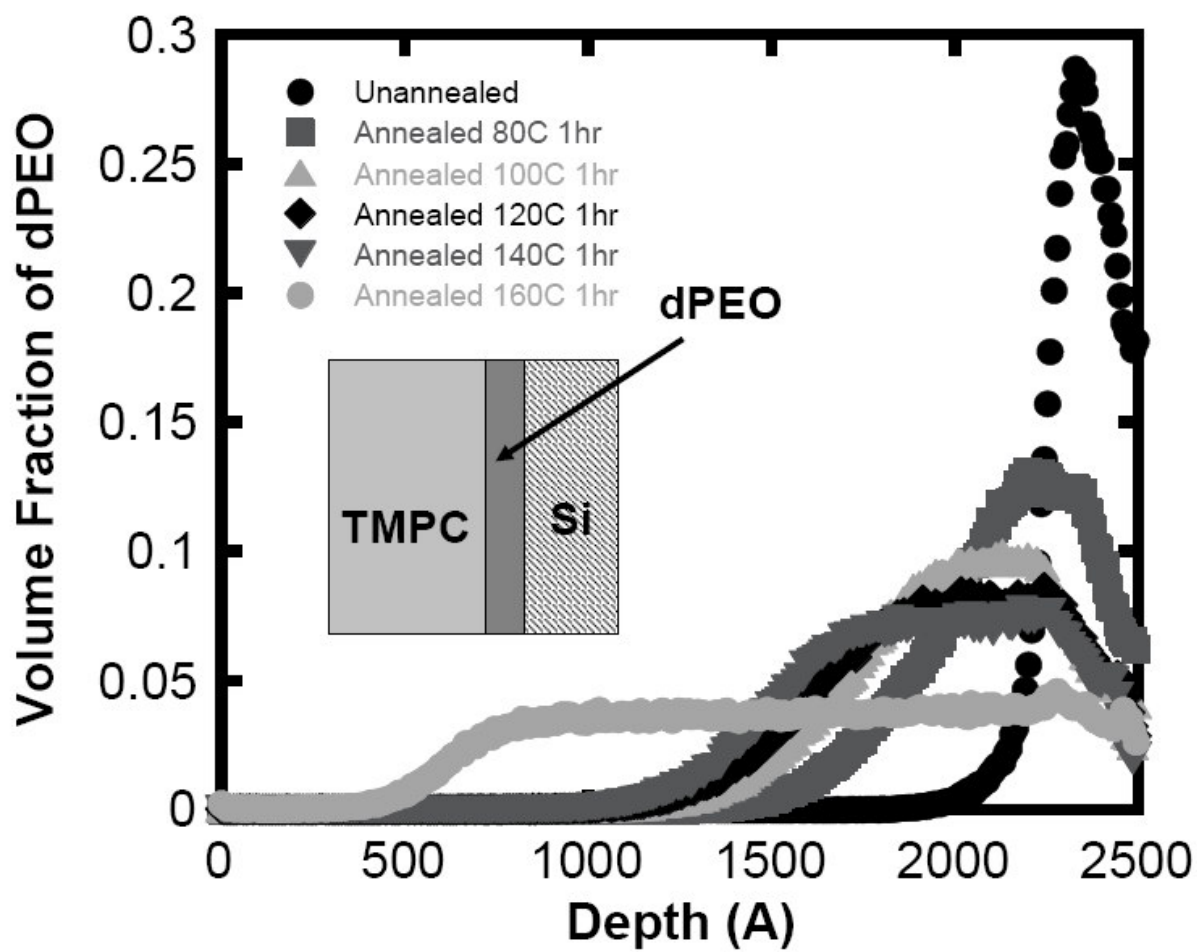 Volume Fraction of dPEO
0.3
0.25
0.2
0.15
0.1
0.05
0
Unannealed
Annealed 80C 1hr
Annealed 100C 1hr
Annealed 120C 1hr
Annealed 140C 1hr
Annealed 160C 1hr
dPEO
TMPC
Si
0 500 1000 1500 2000 2500
Depth (A)